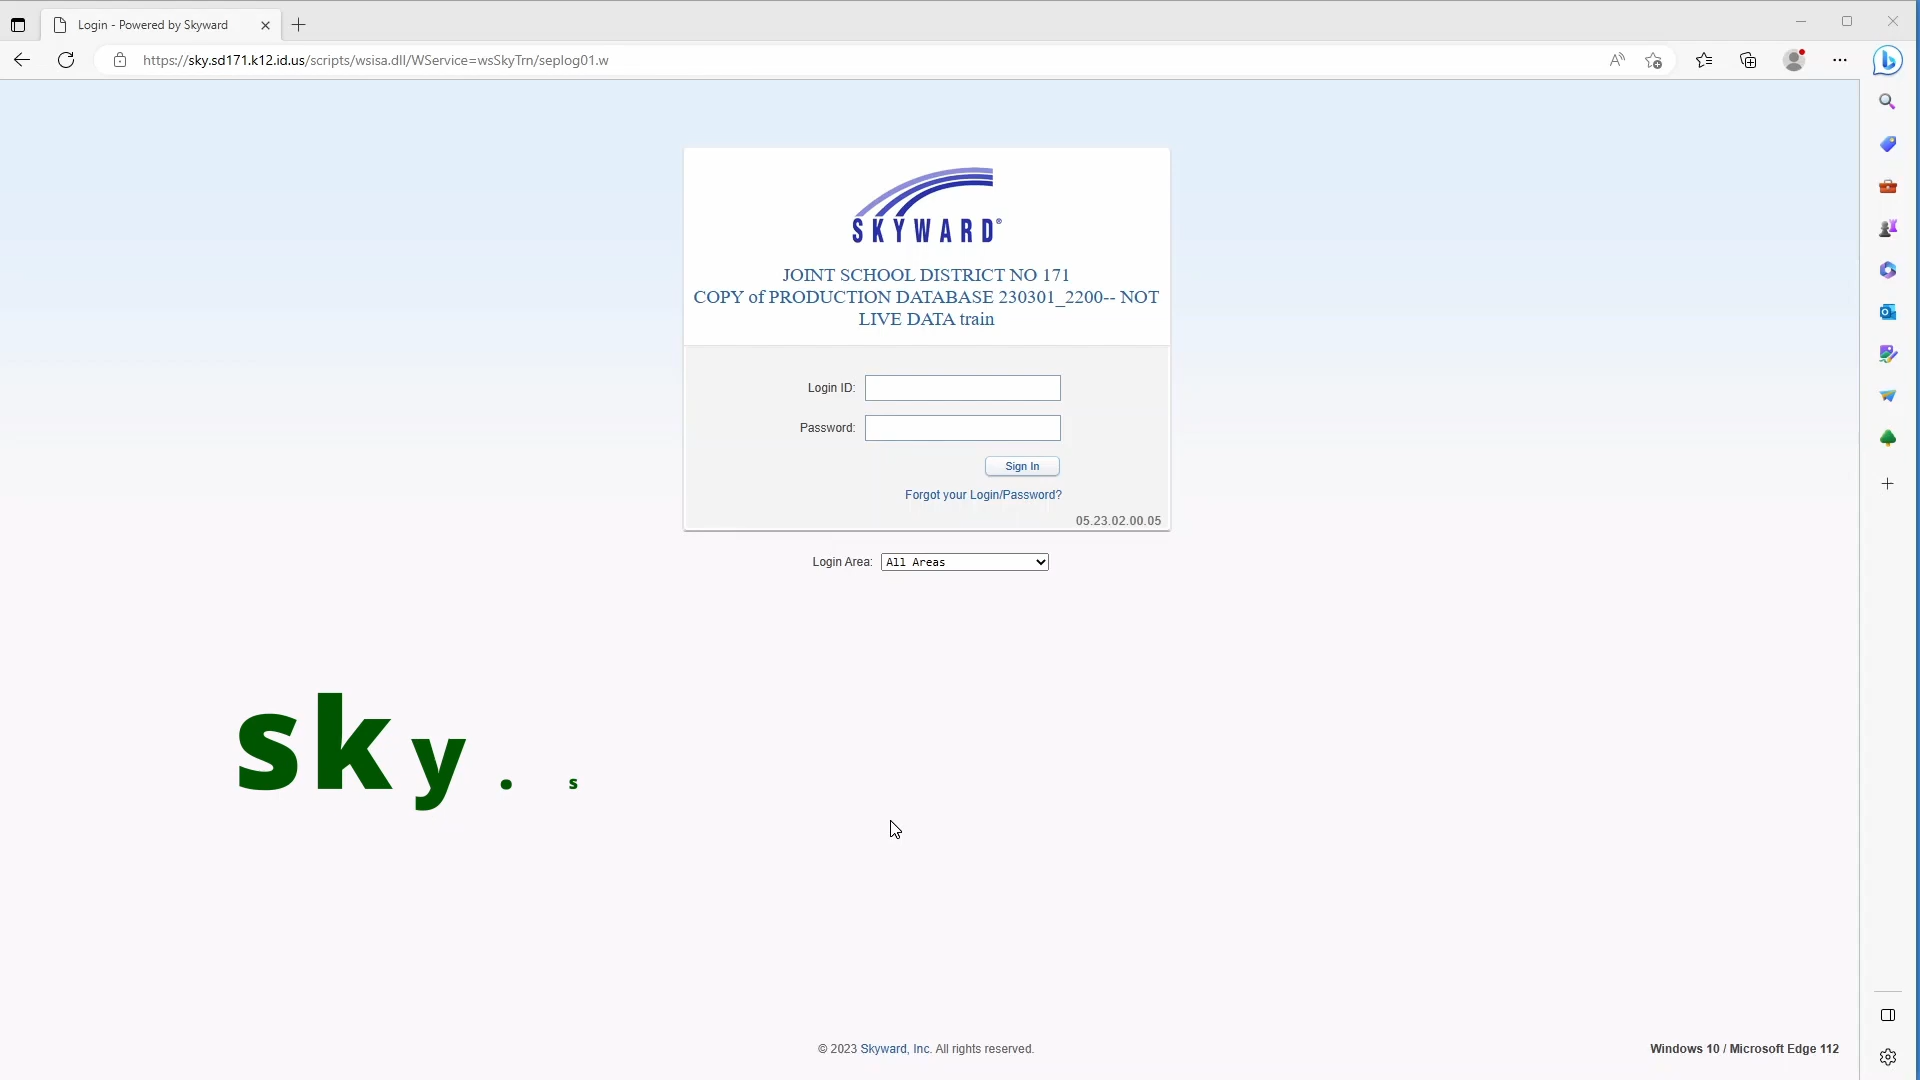 Login - Powered by Skyward
https://sky.sd171.k12.id.us/scripts/wsisa.dll/WService=wsSkyTrn/seplog01.w
SKYWARD®
JOINT SCHOOL DISTRICT NO 171
COPY of PRODUCTION DATABASE 230301_2200-- NOT
LIVE DATA train
Login ID:
Password:
Sign In
Forgot your Login/Password?
05.23.02.00.05
Login Area: All Areas
sky. s
© 2023 Skyward, Inc. All rights reserved.
Windows 10 / Microsoft Edge 112